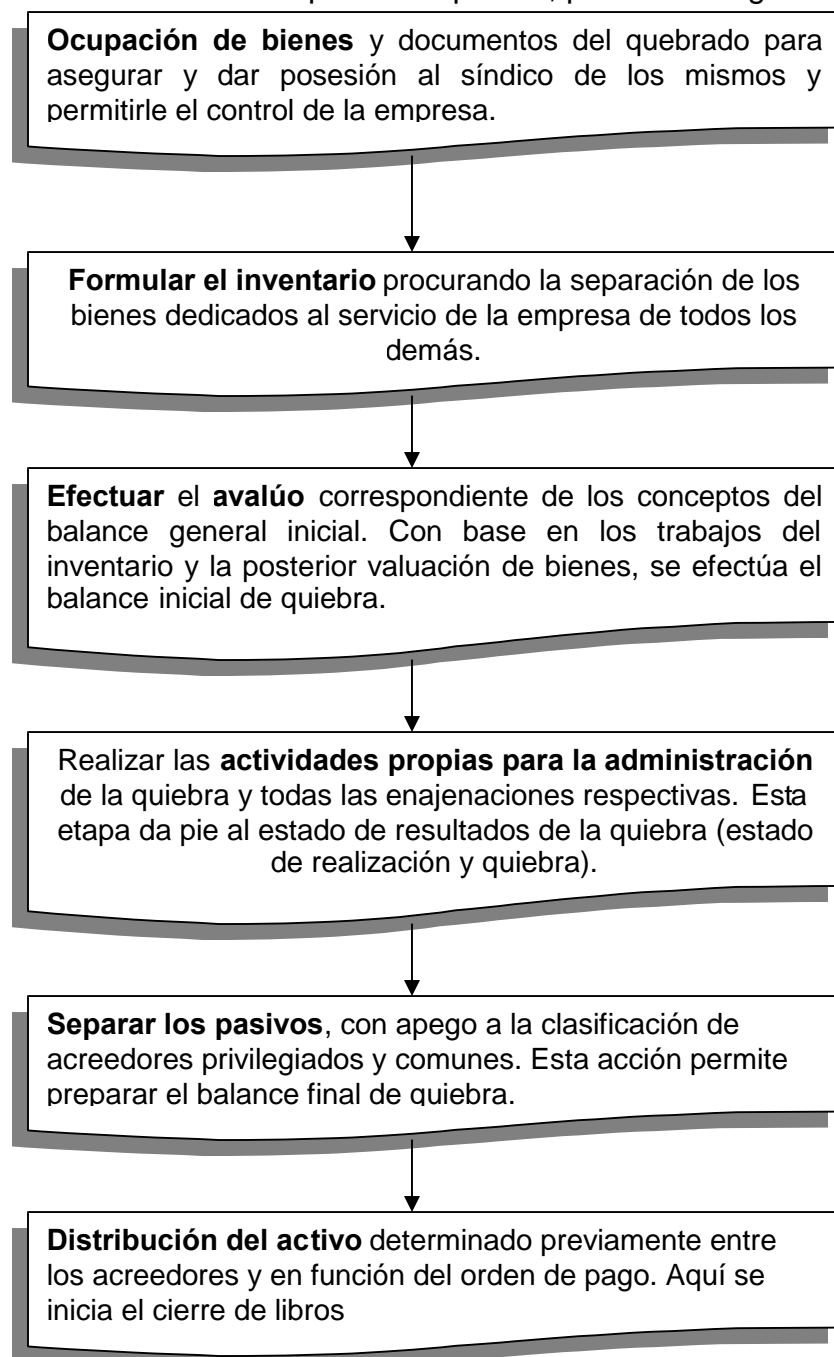 Ocupación de bienes y documentos del quebrado para
asegurar y dar posesión al síndico de los mismos y
permitirle el control de la empresa.
Formular el inventario procurando la separación de los
bienes dedicados al servicio de la empresa de todos los
demás.
Efectuar el avalúo correspondiente de los conceptos del
balance general inicial. Con base en los trabajos del
inventario y la posterior valuación de bienes, se efectúa el
balance inicial de quiebra.
Realizar las actividades propias para la administración
de la quiebra y todas las enajenaciones respectivas. Esta
etapa da pie al estado de resultados de la quiebra (estado
de realización y quiebra).
Separar los pasivos, con apego a la clasificación de
acreedores privilegiados y comunes. Esta acción permite
preparar el balance final de quiebra.
Distribución del activo determinado previamente entre
los acreedores y en función del orden de pago. Aquí se
inicia el cierre de libros